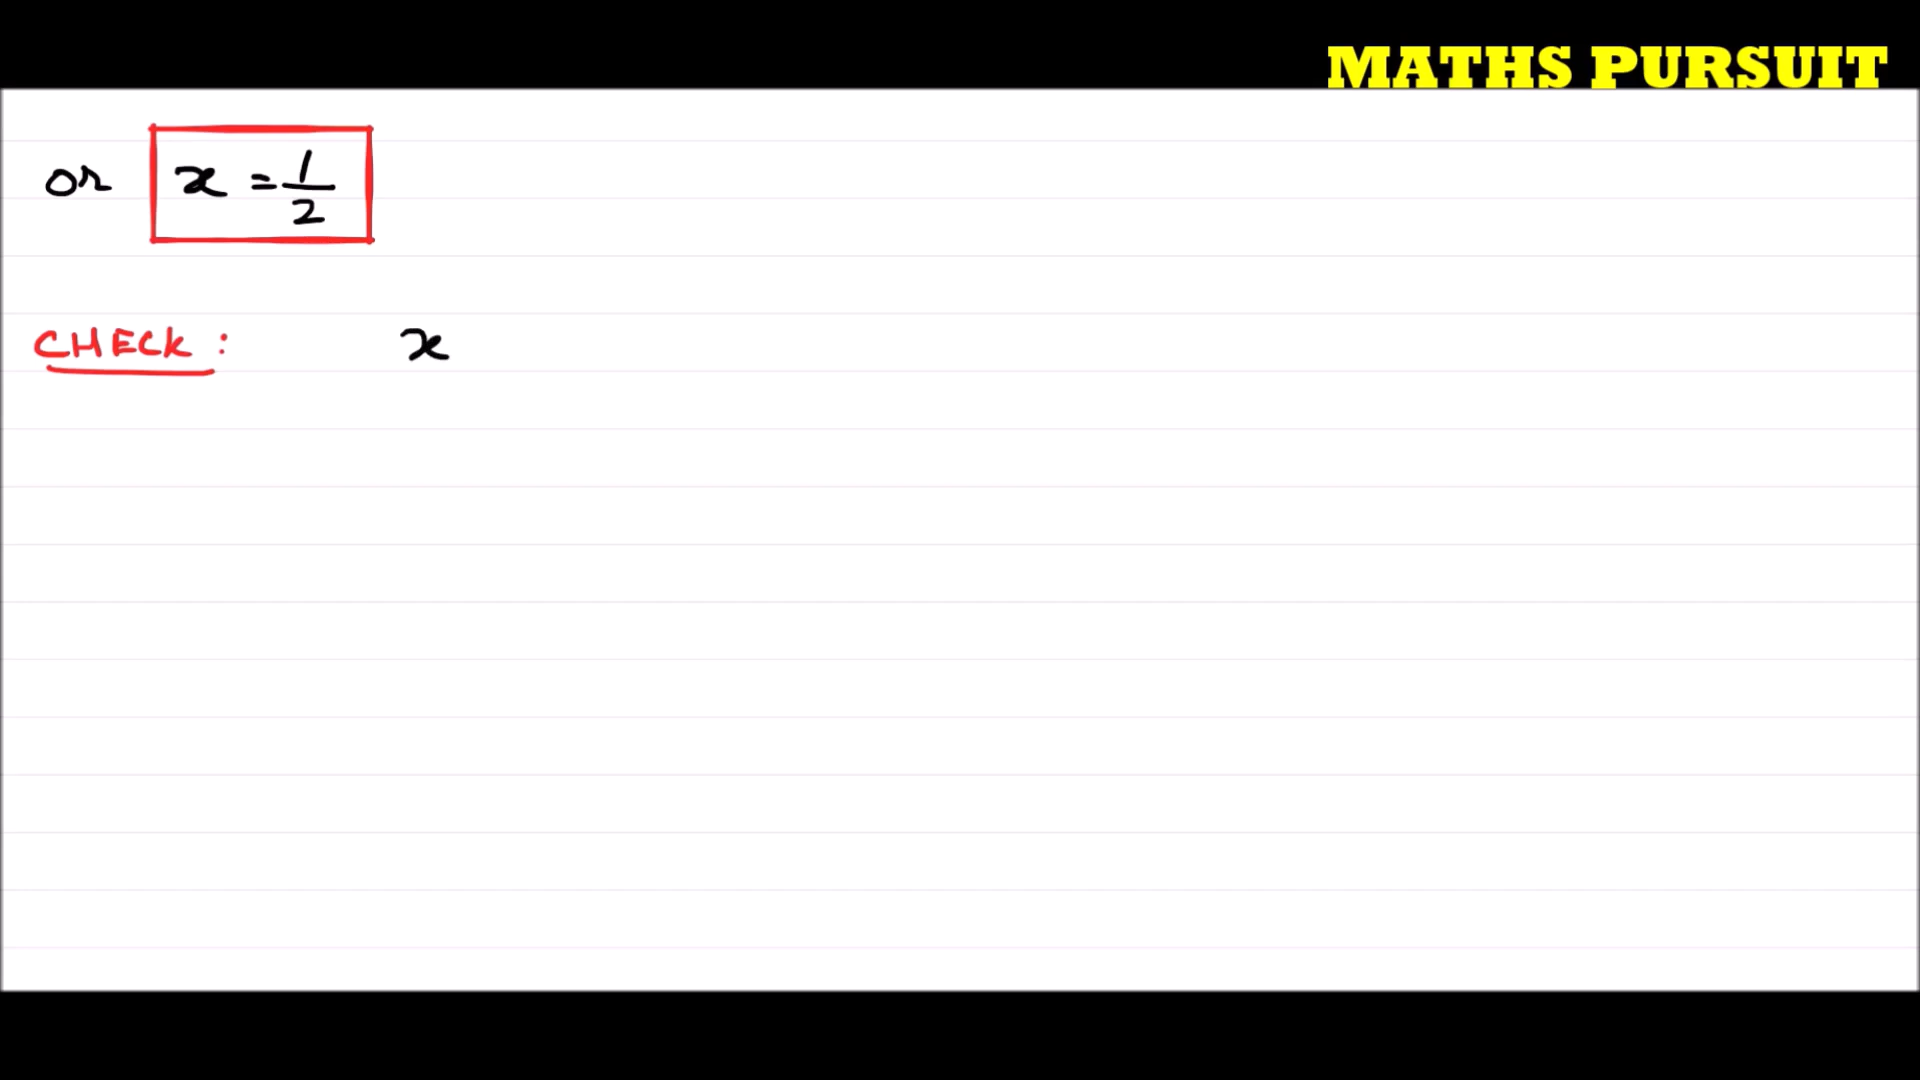 MATHS PURSUIT
or x = 1/2
CHECK : x